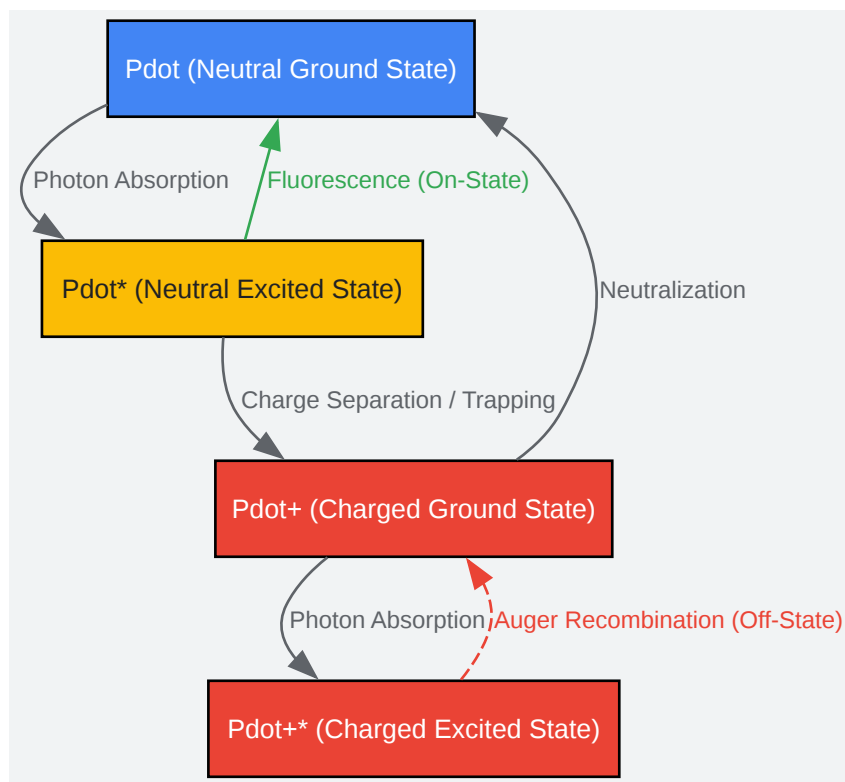 Pdot (Neutral Ground State)
Photon Absorption
Fluorescence (On-State)
Pdot* (Neutral Excited State)
Neutralization
Charge Separation / Trapping
Pdot+ (Charged Ground State)
Photon Absorption
Auger Recombination (Off-State)
Pdot+* (Charged Excited State)